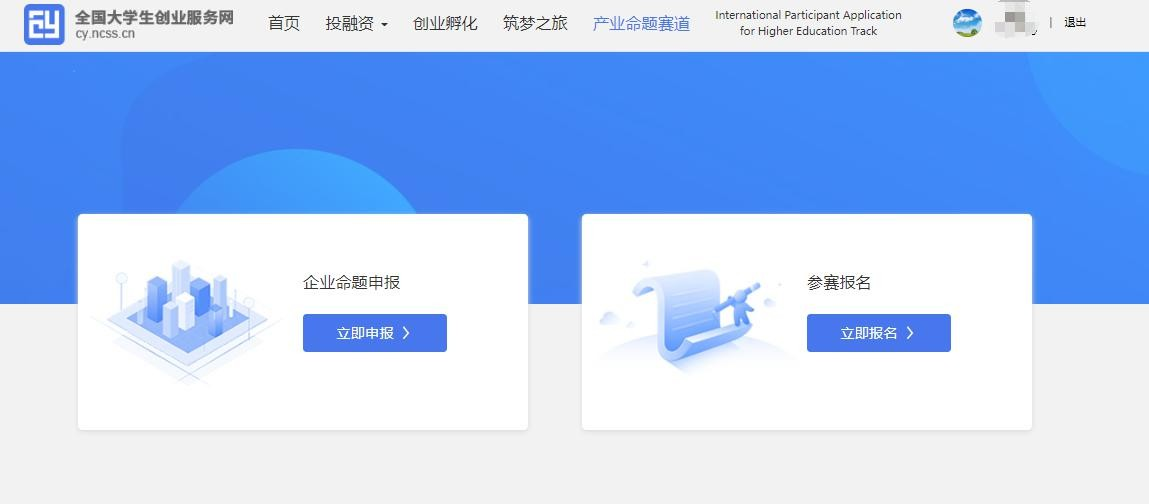 全国大学生创业服务网
cy.ncss.cn
首页 投融资 创业孵化 筑梦之旅 产业命题赛道
International Participant Application
for Higher Education Track
| 退出
企业命题申报
立即申报 >
参赛报名
立即报名 >